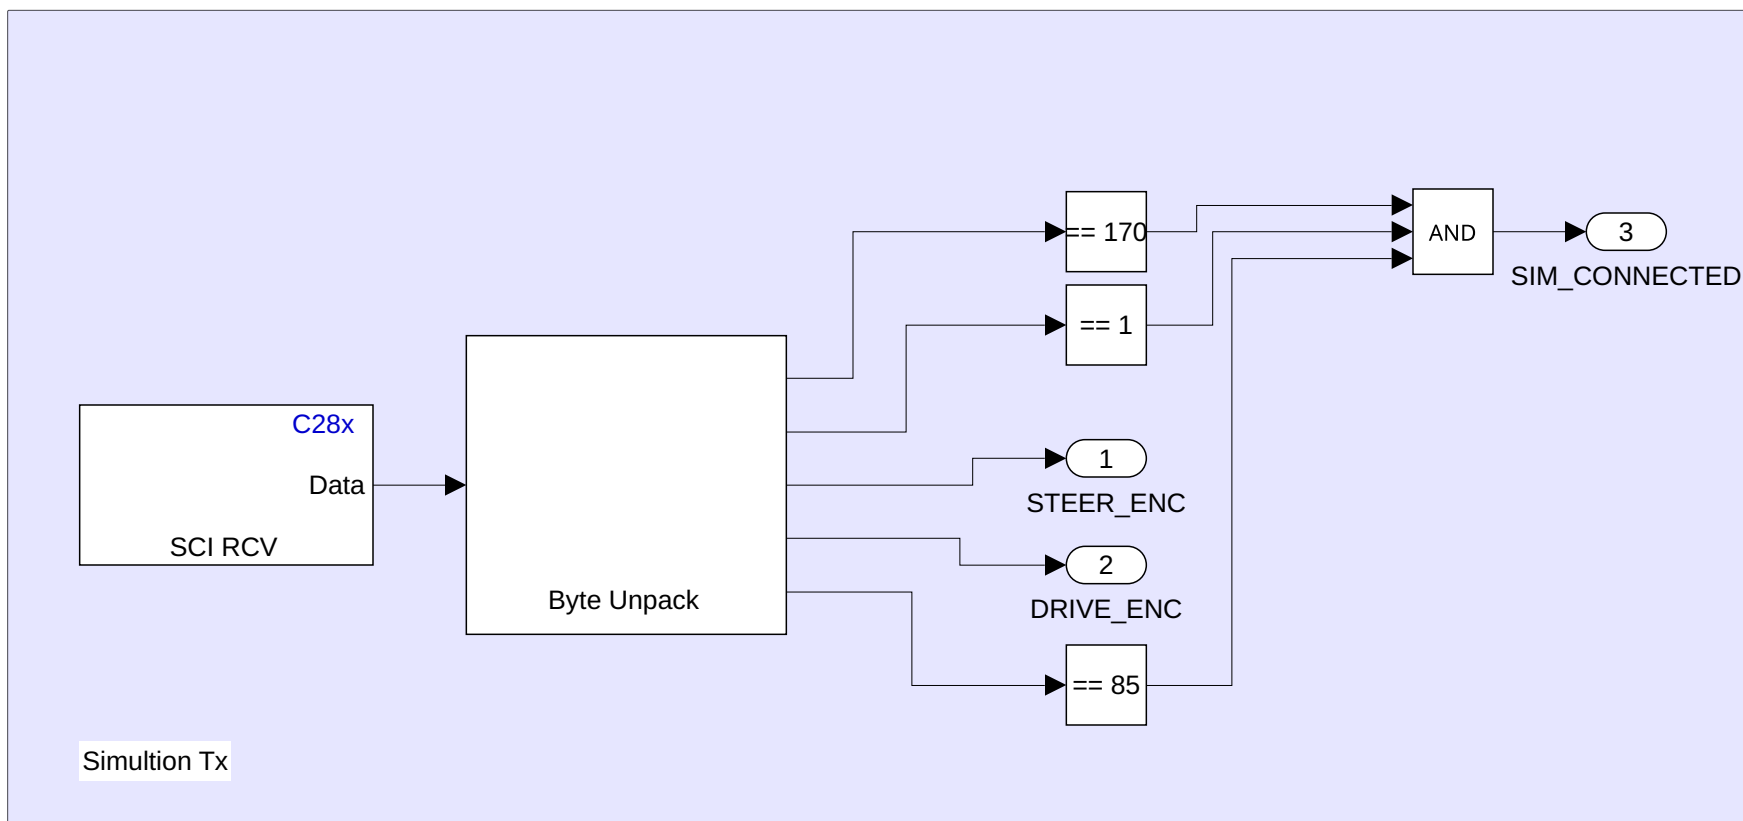 == 170
AND
3
SIM_CONNECTED
== 1
C28x
Data
SCI RCV
Byte Unpack
1
STEER_ENC
2
DRIVE_ENC
== 85
Simultion Tx